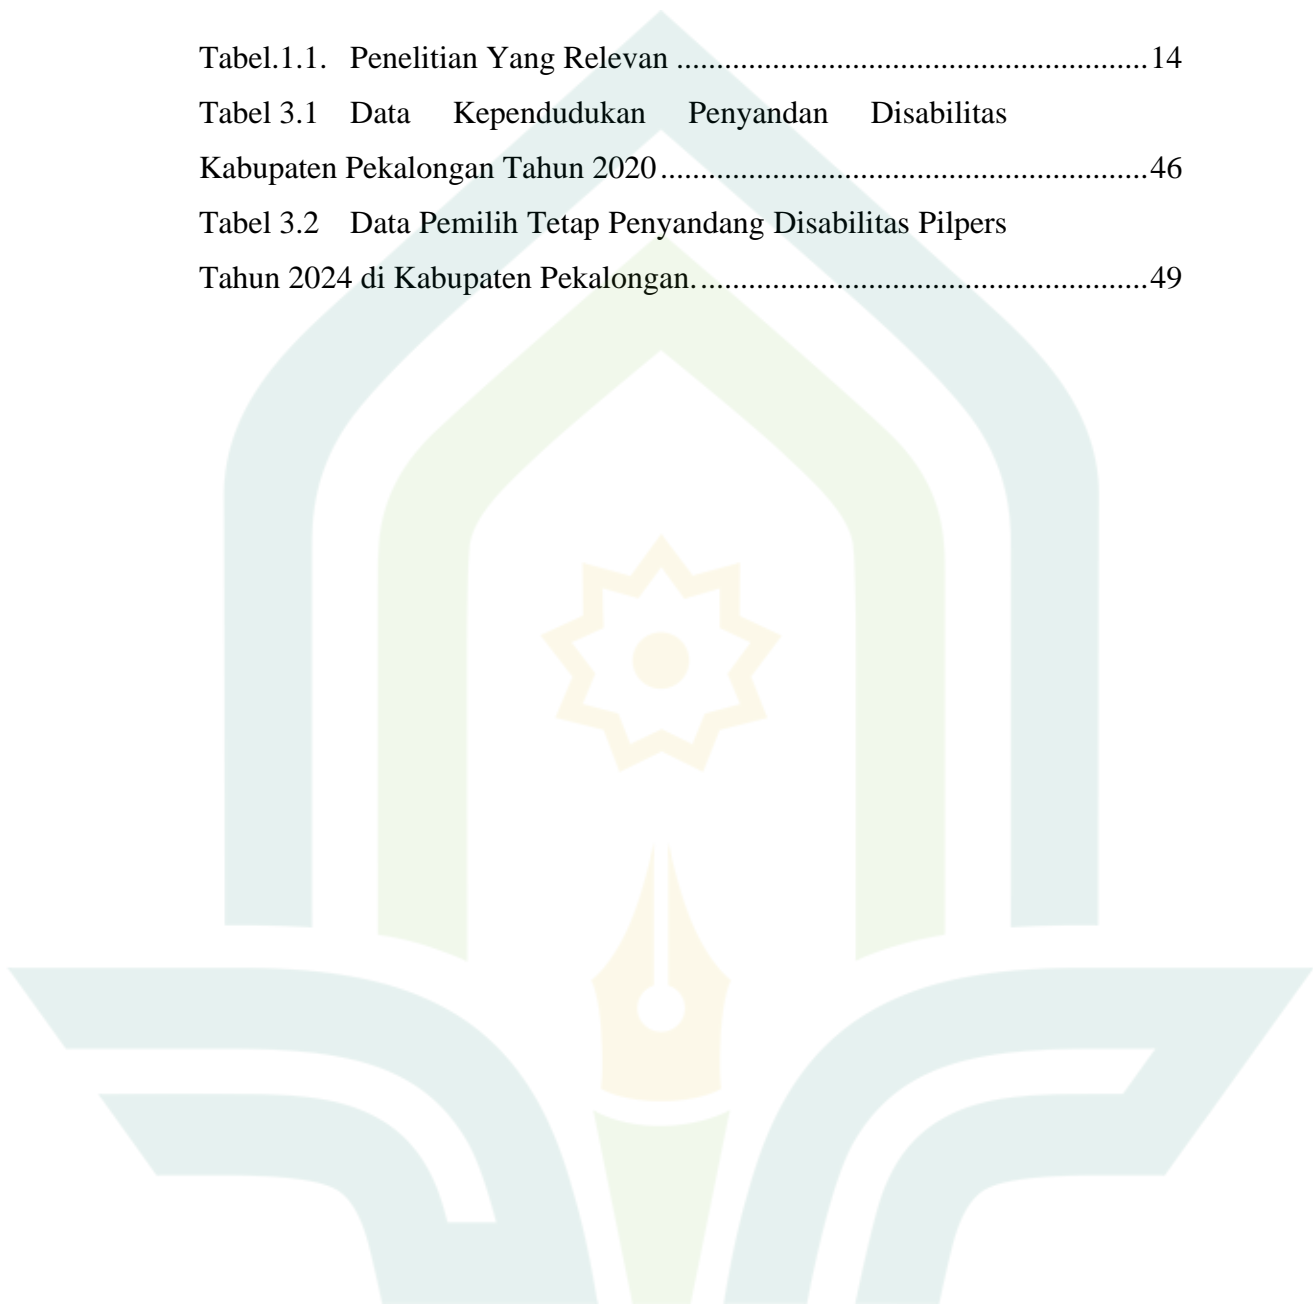 Tabel.1.1. Penelitian Yang Relevan ...........................................................14
Tabel 3.1 Data Kependudukan Penyandan Disabilitas
Kabupaten Pekalongan Tahun 2020.............................................................46
Tabel 3.2 Data Pemilih Tetap Penyandang Disabilitas Pilpers
Tahun 2024 di Kabupaten Pekalongan.........................................................49